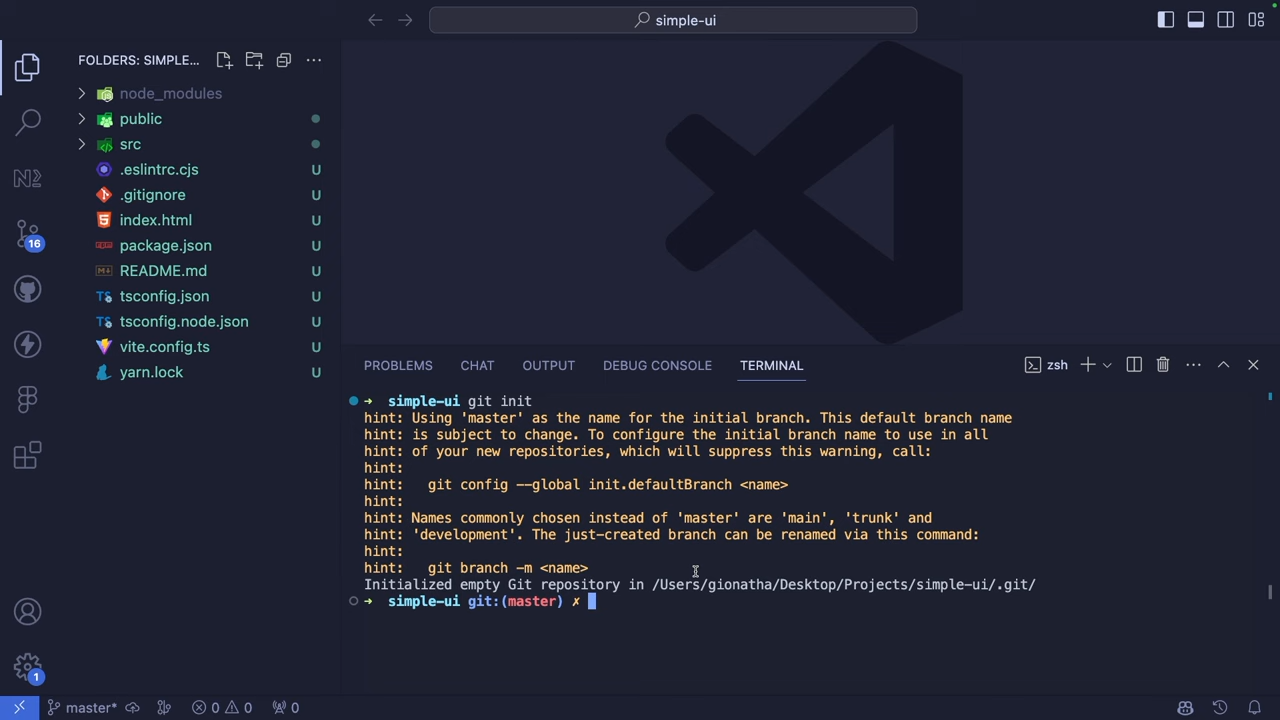 simple-ui
FOLDERS: SIMPLE...
node_modules
public
src
.eslintrc.cjs U
.gitignore U
index.html U
package.json U
README.md U
tsconfig.json U
tsconfig.node.json U
vite.config.ts U
yarn.lock U
16
1
PROBLEMS CHAT OUTPUT DEBUG CONSOLE TERMINAL
zsh
➜ simple-ui git init
hint: Using 'master' as the name for the initial branch. This default branch name
hint: is subject to change. To configure the initial branch name to use in all
hint: of your new repositories, which will suppress this warning, call:
hint:
hint: git config --global init.defaultBranch <name>
hint:
hint: Names commonly chosen instead of 'master' are 'main', 'trunk' and
hint: 'development'. The just-created branch can be renamed via this command:
hint:
hint: git branch -m <name>
Initialized empty Git repository in /Users/gionatha/Desktop/Projects/simple-ui/.git/
➜ simple-ui git:(master) ✗
master* 0 0 0